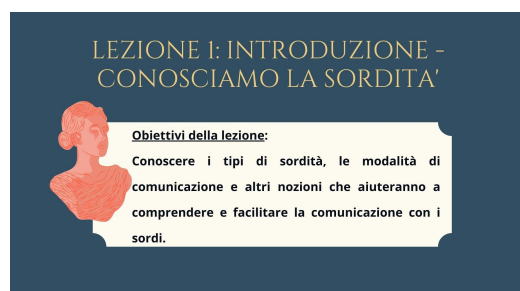 LEZIONE 1: INTRODUZIONE -
CONOSCIAMO LA SORDITA'
Obiettivi della lezione:
Conoscere i tipi di sordità, le modalità di
comunicazione e altri nozioni che aiuteranno a
comprendere e facilitare la comunicazione con i
sordi.